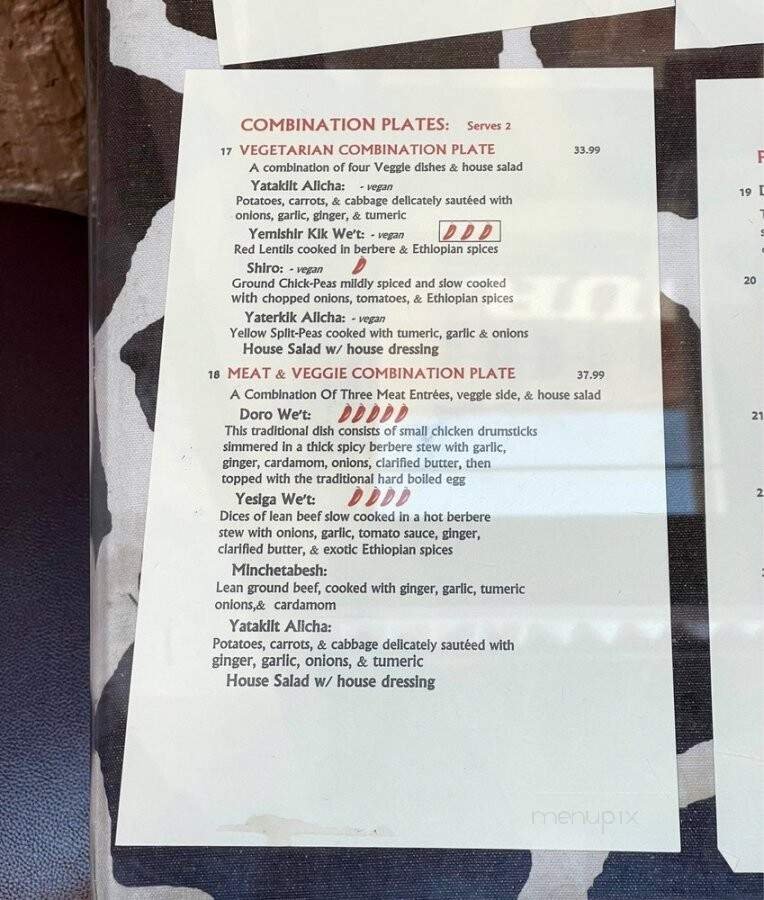 COMBINATION PLATES: Serves 2
17 VEGETARIAN COMBINATION PLATE 33.99
A combination of four Veggie dishes & house salad
Yataklit Alicha: - vegan
Potatoes, carrots, & cabbage delicately sautéed with
onions, garlic, ginger, & tumeric
Yemishir Kik We't: - vegan
Red Lentils cooked in berbere & Ethiopian spices
Shiro: - vegan
Ground Chick-Peas mildly spiced and slow cooked
with chopped onions, tomatoes, & Ethiopian spices
Yaterkik Alicha: - vegan
Yellow Split-Peas cooked with tumeric, garlic & onions
House Salad w/ house dressing
18 MEAT & VEGGIE COMBINATION PLATE 37.99
A Combination Of Three Meat Entrées, veggie side, & house salad
Doro We't:
This traditional dish consists of small chicken drumsticks
simmered in a thick spicy berbere stew with garlic,
ginger, cardamom, onions, clarified butter, then
topped with the traditional hard boiled egg
Yesiga We't:
Dices of lean beef slow cooked in a hot berbere
stew with onions, garlic, tomato sauce, ginger,
clarified butter, & exotic Ethiopian spices
Minchetabesh:
Lean ground beef, cooked with ginger, garlic, tumeric
onions,& cardamom
Yataklit Alicha:
Potatoes, carrots, & cabbage delicately sautéed with
ginger, garlic, onions, & tumeric
House Salad w/ house dressing
menupix
19
20
21